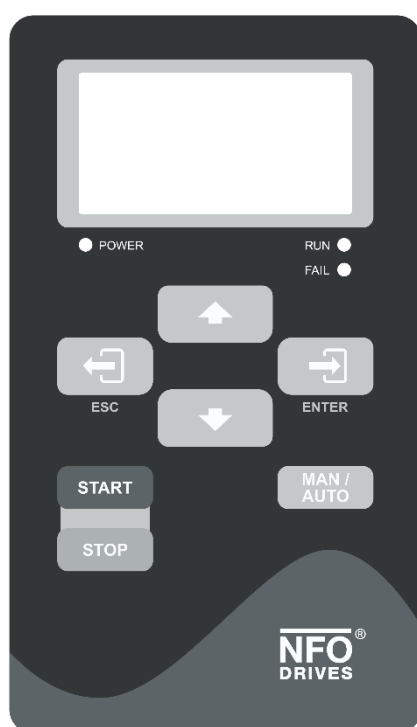 POWER
RUN
FAIL
ESC
ENTER
START
MAN /
AUTO
STOP
NFO®
DRIVES